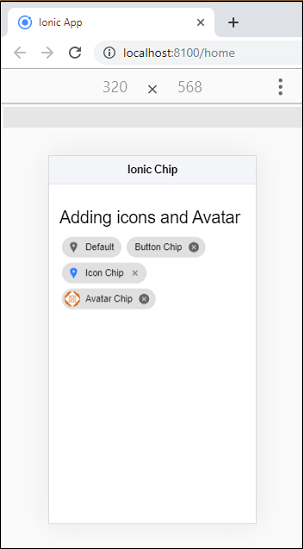 Ionic App
localhost:8100/home
320 × 568
Ionic Chip
Adding icons and Avatar
Default Button Chip
Icon Chip
Avatar Chip